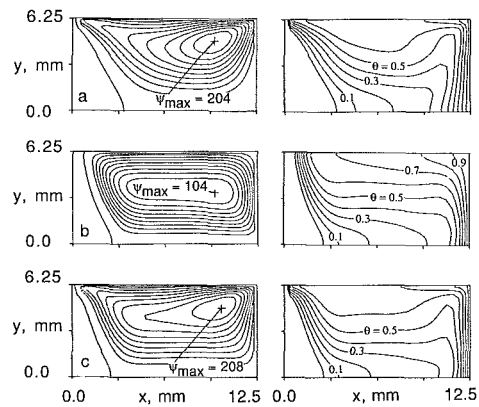 6.25
y, mm
0.0
a
ψmax = 204
θ = 0.5
0.3
0.1
6.25
y, mm
0.0
b
ψmax = 104
0.9
0.7
θ = 0.5
0.3
0.1
6.25
y, mm
0.0
c
ψmax = 208
θ = 0.5
0.3
0.1
0.0 x, mm 12.5
0.0 x, mm 12.5